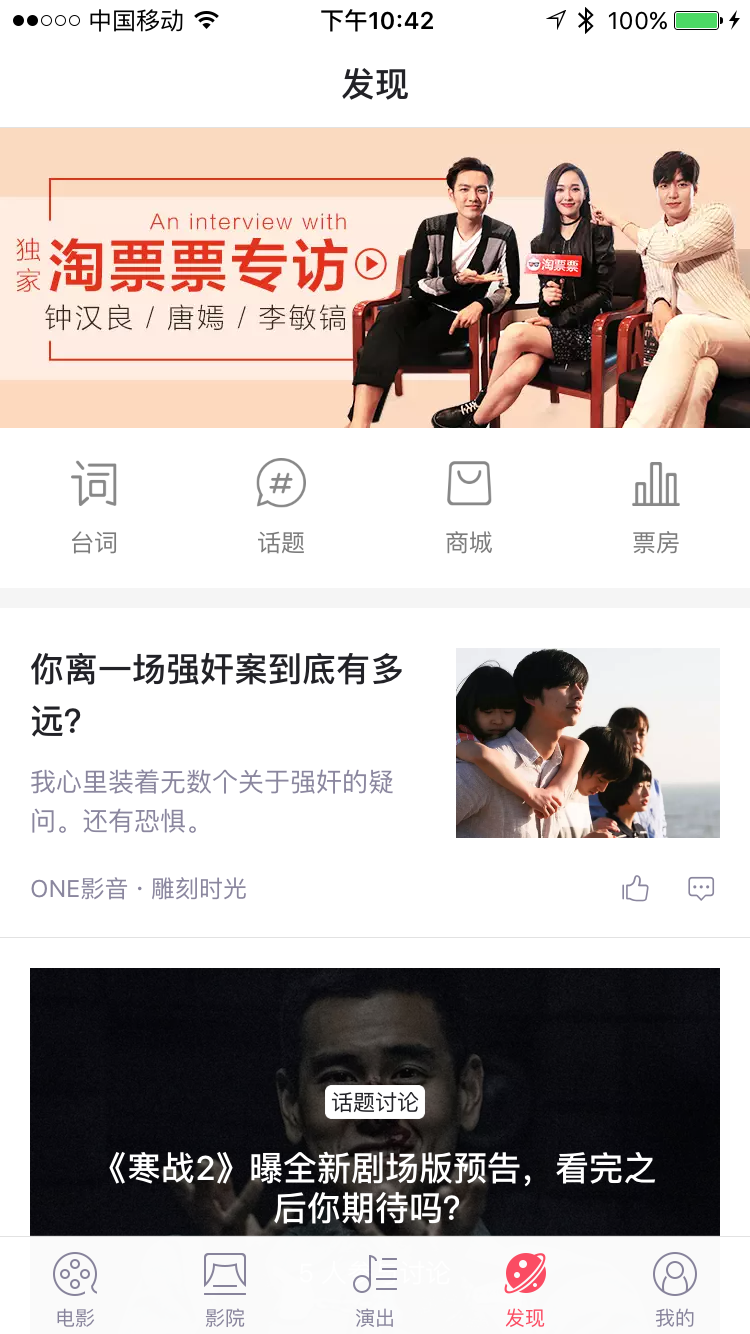 中国移动 下午10:42 100%
发现
An interview with
独家
淘票票专访
钟汉良 / 唐嫣 / 李敏镐
淘票票
词 #
台词 话题 商城 票房
你离一场强奸案到底有多
远?
我心里装着无数个关于强奸的疑
问。还有恐惧。
ONE影音 · 雕刻时光
话题讨论
《寒战2》曝全新剧场版预告，看完之
后你期待吗?
电影 影院 演出 发现 我的